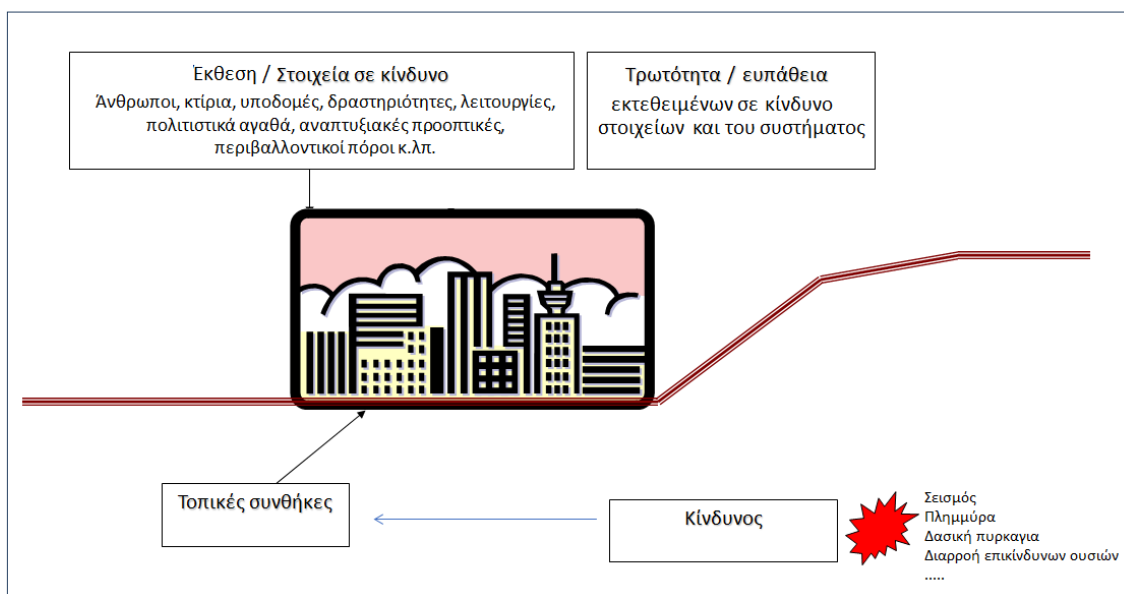 Έκθεση / Στοιχεία σε κίνδυνο
Άνθρωποι, κτίρια, υποδομές, δραστηριότητες, λειτουργίες,
πολιτιστικά αγαθά, αναπτυξιακές προοπτικές,
περιβαλλοντικοί πόροι κ.λπ.
Τρωτότητα / ευπάθεια
εκτεθειμένων σε κίνδυνο
στοιχείων και του συστήματος
Τοπικές συνθήκες
Κίνδυνος
Σεισμός
Πλημμύρα
Δασική πυρκαγια
Διαρροή επικίνδυνων ουσιών
.....